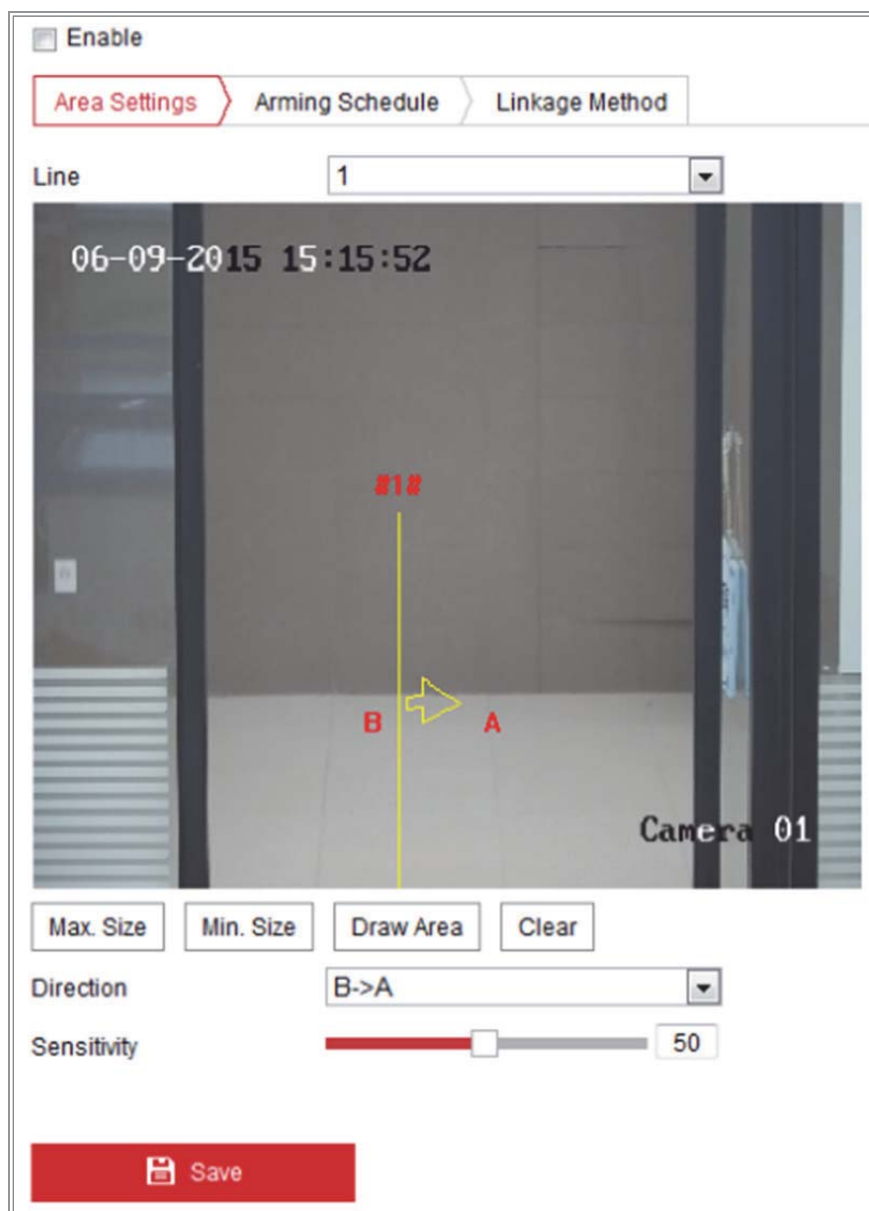 Enable
Area Settings Arming Schedule Linkage Method
Line 1
06-09-2015 15:15:52
#1#
B A
Camera 01
Max. Size Min. Size Draw Area Clear
Direction B->A
Sensitivity 50
Save